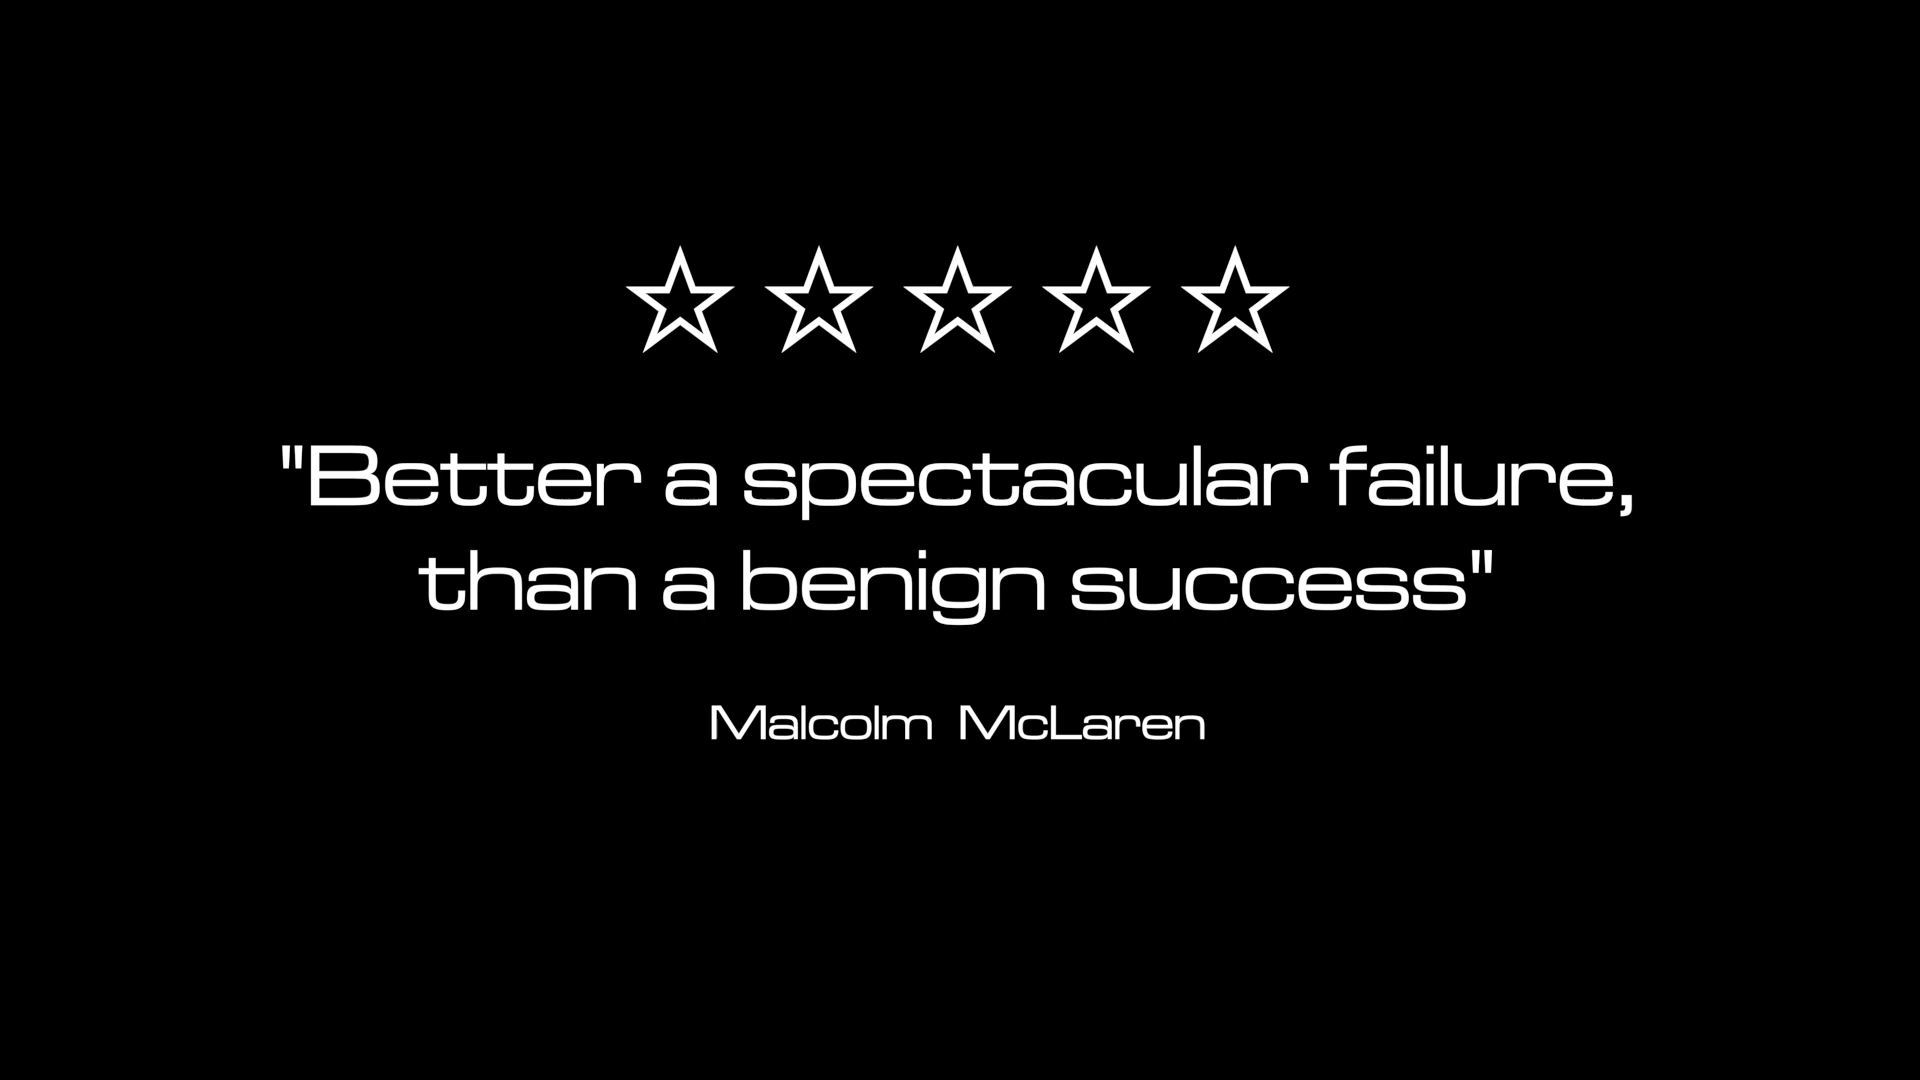 ☆☆☆☆☆
"Better a spectacular failure,
than a benign success"
Malcolm McLaren